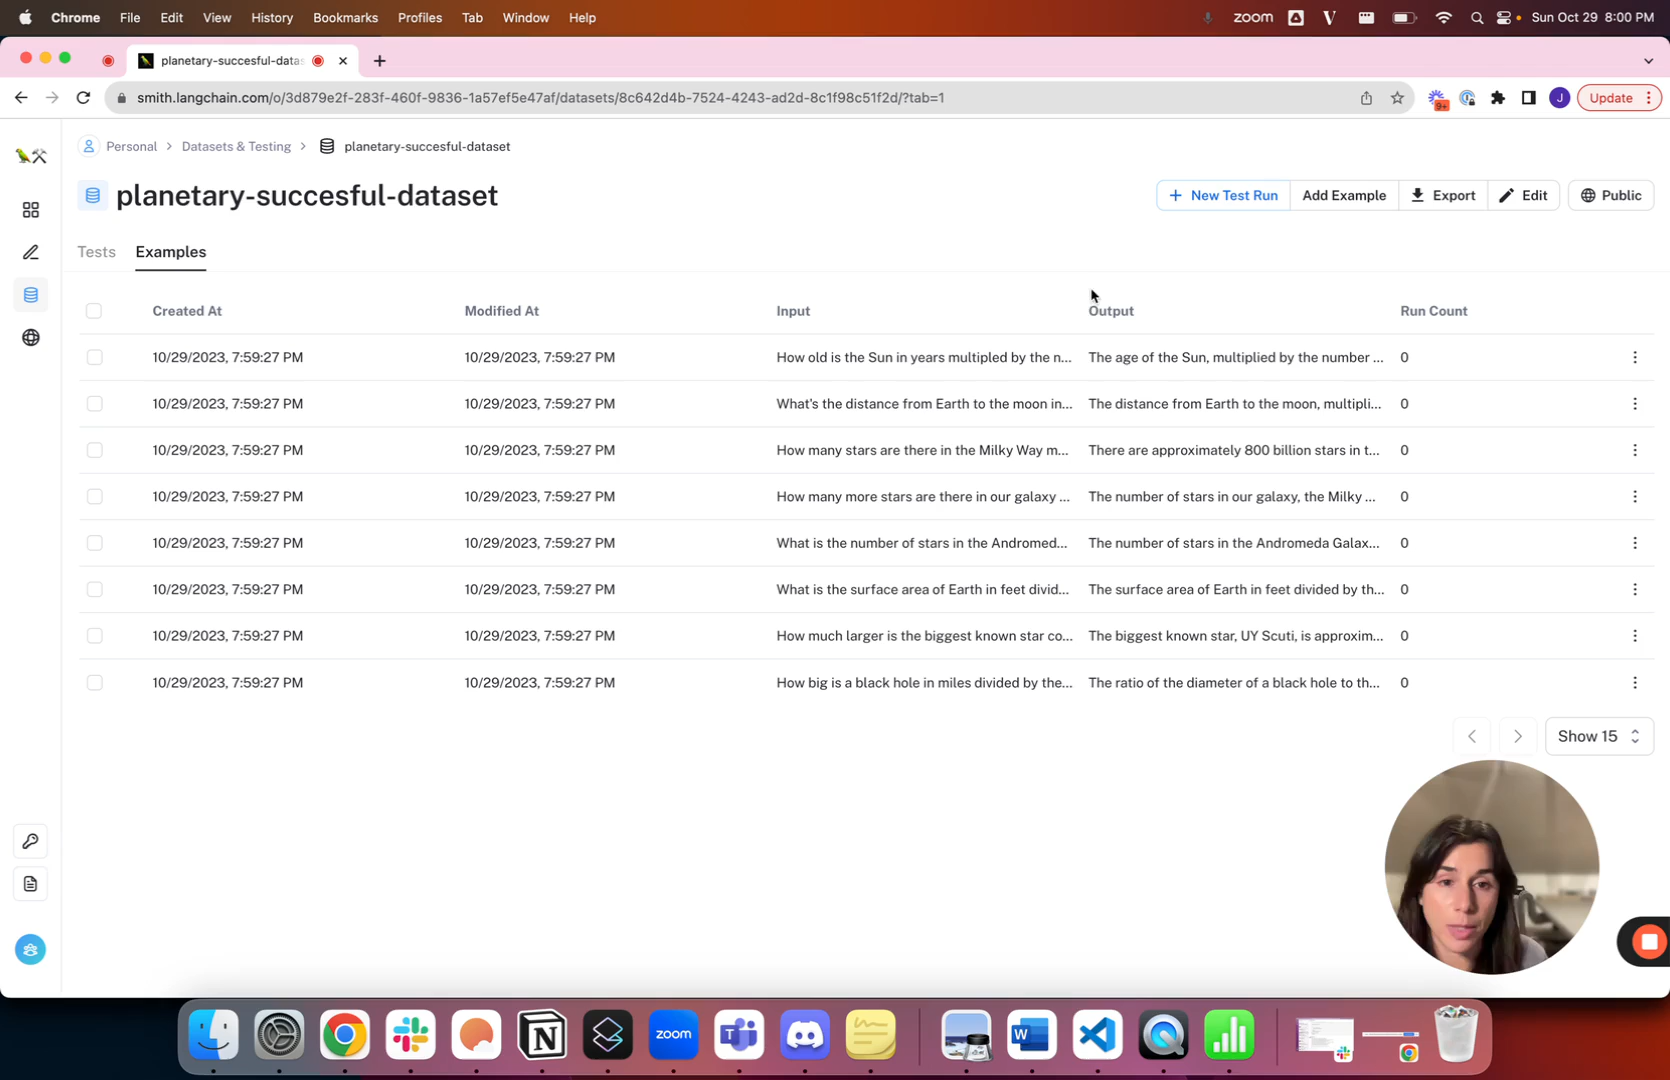 Chrome File Edit View History Bookmarks Profiles Tab Window Help zoom Sun Oct 29 8:00 PM
planetary-succesful-datas
smith.langchain.com/o/3d879e2f-283f-460f-9836-1a57ef5e47af/datasets/8c642d4b-7524-4243-ad2d-8c1f98c51f2d/?tab=1
9+ J Update
Personal > Datasets & Testing > planetary-succesful-dataset
planetary-succesful-dataset
+ New Test Run Add Example Export Edit Public
Tests Examples
Created At Modified At Input Output Run Count
10/29/2023, 7:59:27 PM 10/29/2023, 7:59:27 PM How old is the Sun in years multipled by the n... The age of the Sun, multiplied by the number ... 0
10/29/2023, 7:59:27 PM 10/29/2023, 7:59:27 PM What's the distance from Earth to the moon in... The distance from Earth to the moon, multipli... 0
10/29/2023, 7:59:27 PM 10/29/2023, 7:59:27 PM How many stars are there in the Milky Way m... There are approximately 800 billion stars in t... 0
10/29/2023, 7:59:27 PM 10/29/2023, 7:59:27 PM How many more stars are there in our galaxy ... The number of stars in our galaxy, the Milky ... 0
10/29/2023, 7:59:27 PM 10/29/2023, 7:59:27 PM What is the number of stars in the Andromed... The number of stars in the Andromeda Galax... 0
10/29/2023, 7:59:27 PM 10/29/2023, 7:59:27 PM What is the surface area of Earth in feet divid... The surface area of Earth in feet divided by th... 0
10/29/2023, 7:59:27 PM 10/29/2023, 7:59:27 PM How much larger is the biggest known star co... The biggest known star, UY Scuti, is approxim... 0
10/29/2023, 7:59:27 PM 10/29/2023, 7:59:27 PM How big is a black hole in miles divided by the... The ratio of the diameter of a black hole to th... 0
Show 15
zoom